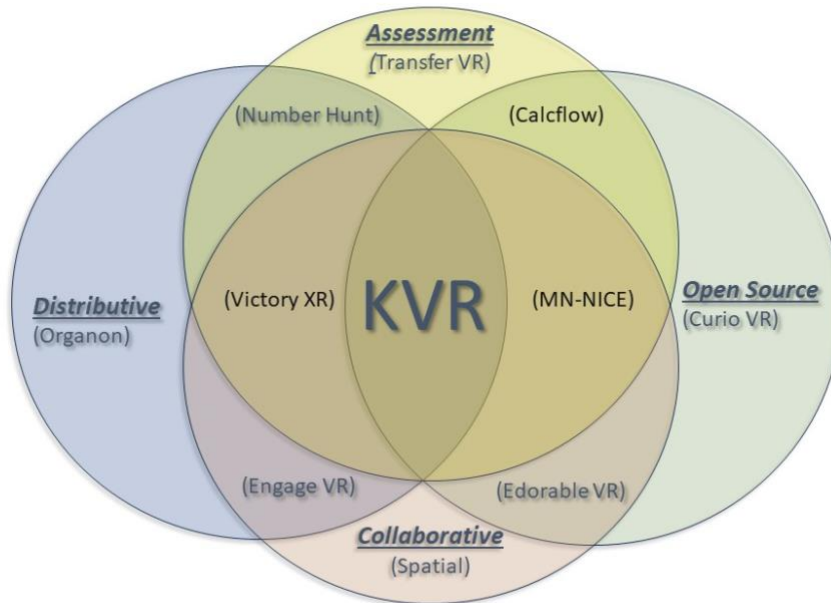 Assessment
(Transfer VR)
(Number Hunt)
(Calcflow)
Distributive
(Organon)
(Victory XR)
KVR
(MN-NICE)
Open Source
(Curio VR)
(Engage VR)
(Edorable VR)
Collaborative
(Spatial)